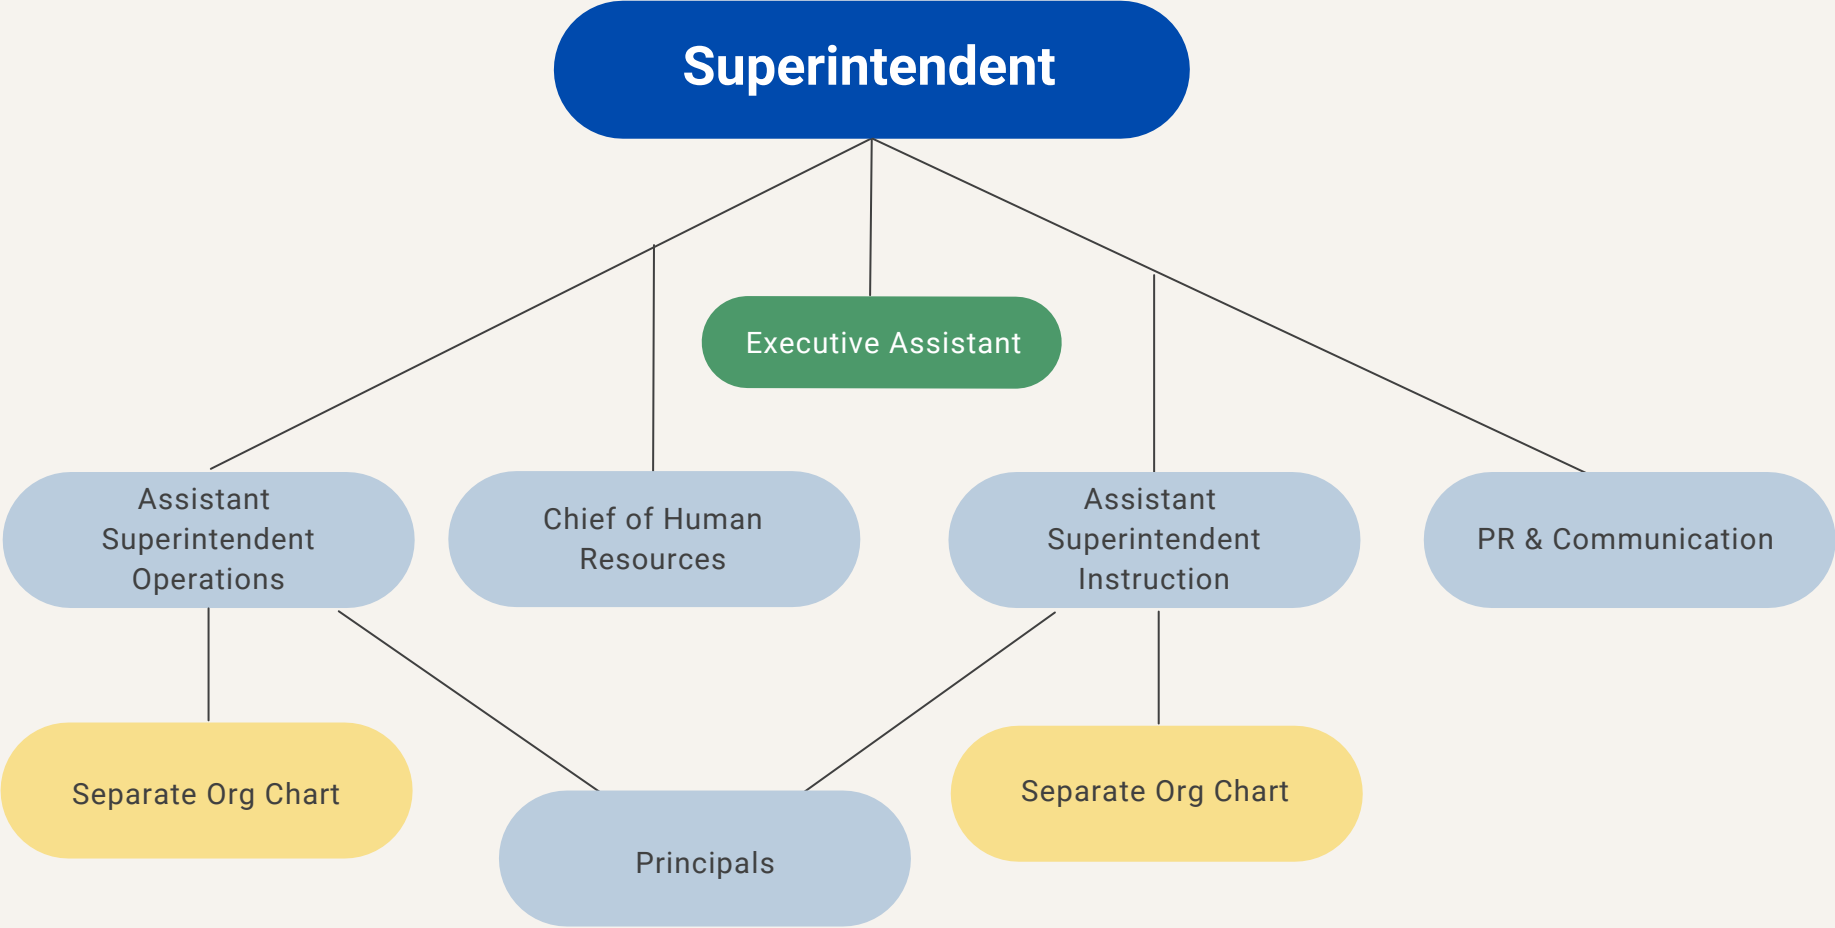 Superintendent
Executive Assistant
Assistant
Superintendent
Operations
Chief of Human
Resources
Assistant
Superintendent
Instruction
PR & Communication
Separate Org Chart
Separate Org Chart
Principals